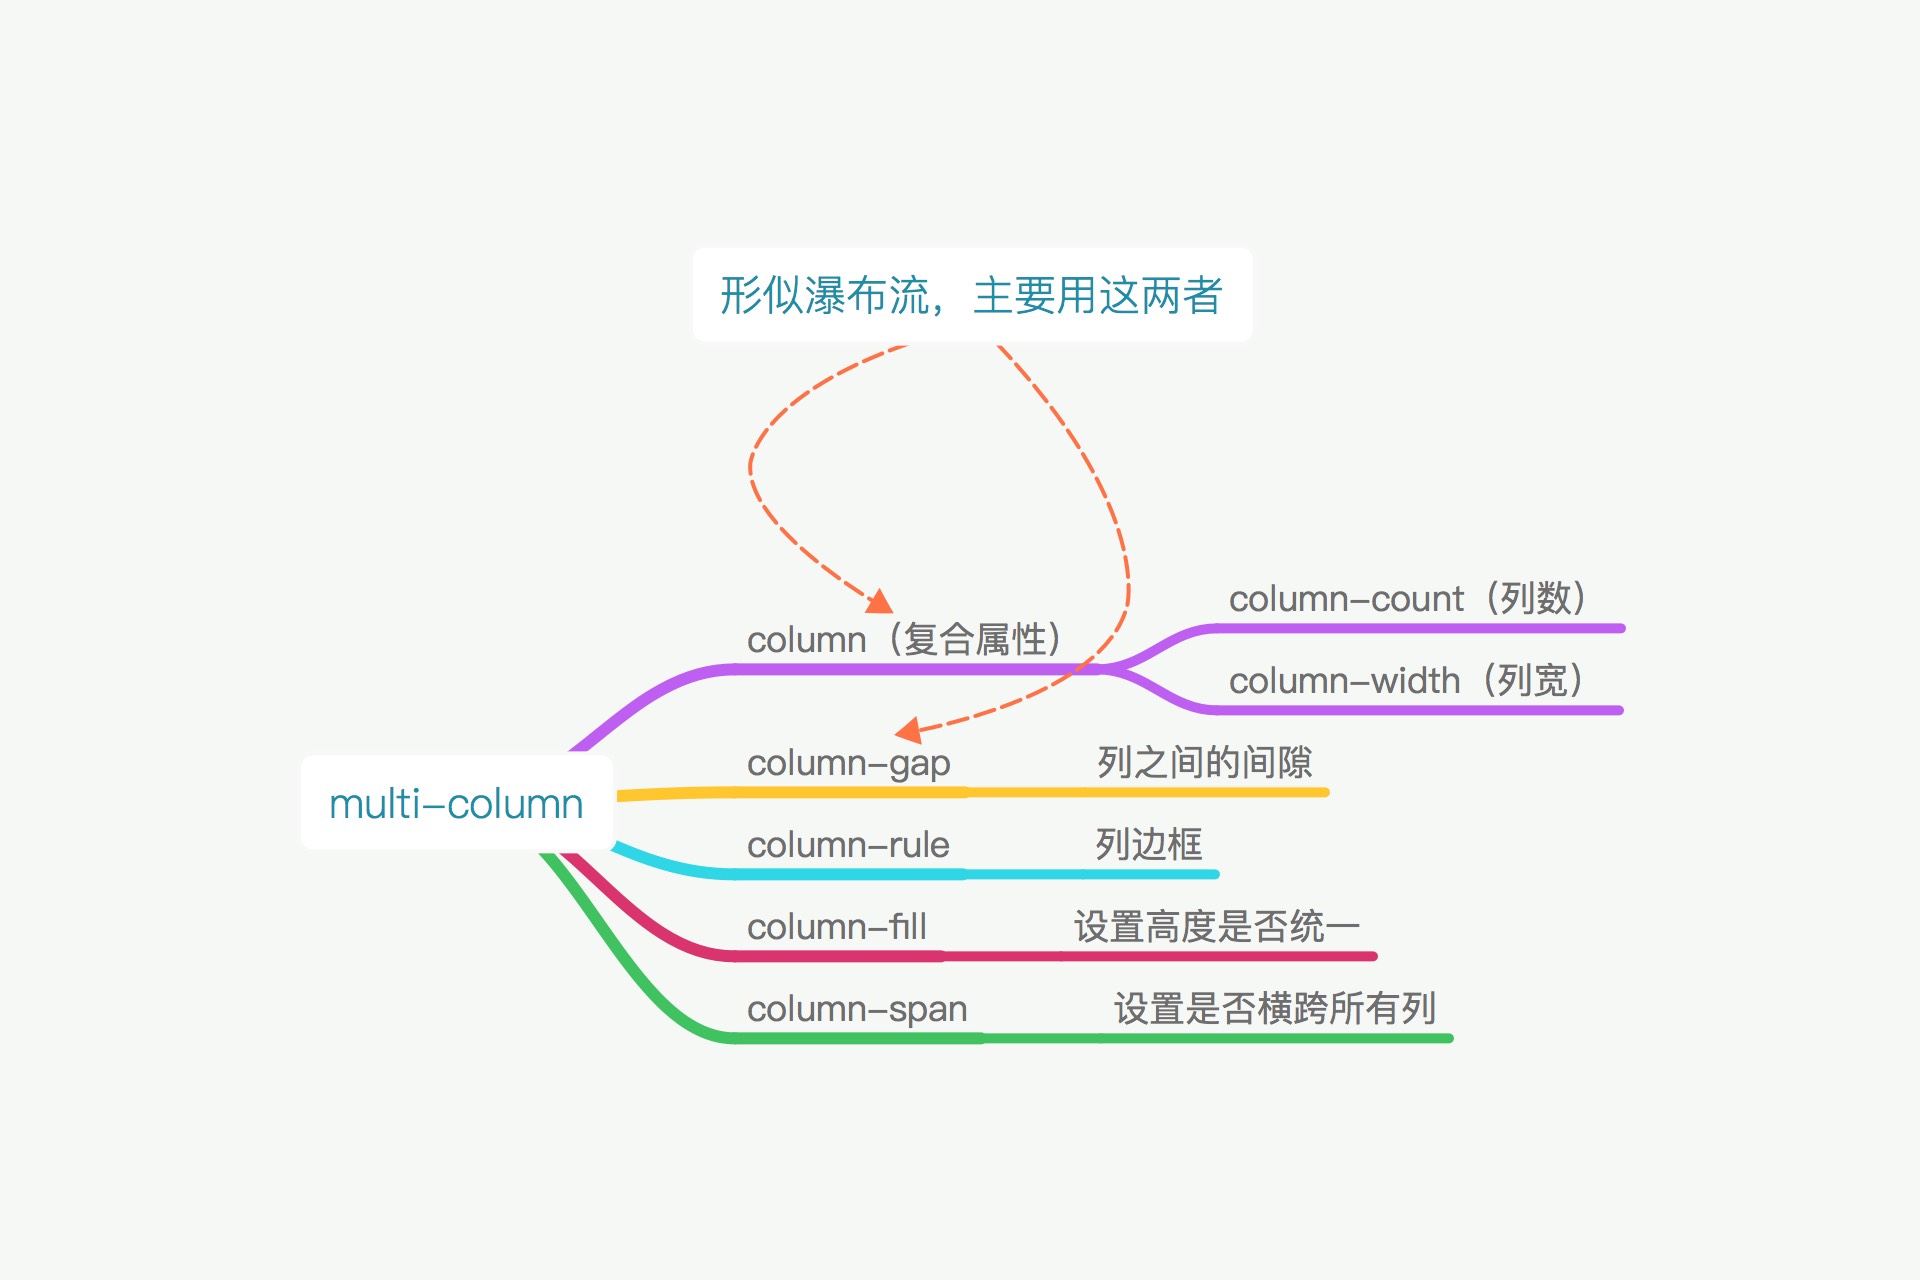 形似瀑布流，主要用这两者
column（复合属性）
column-count（列数）
column-width（列宽）
multi-column
column-gap
列之间的间隙
column-rule
列边框
column-fill
设置高度是否统一
column-span
设置是否横跨所有列